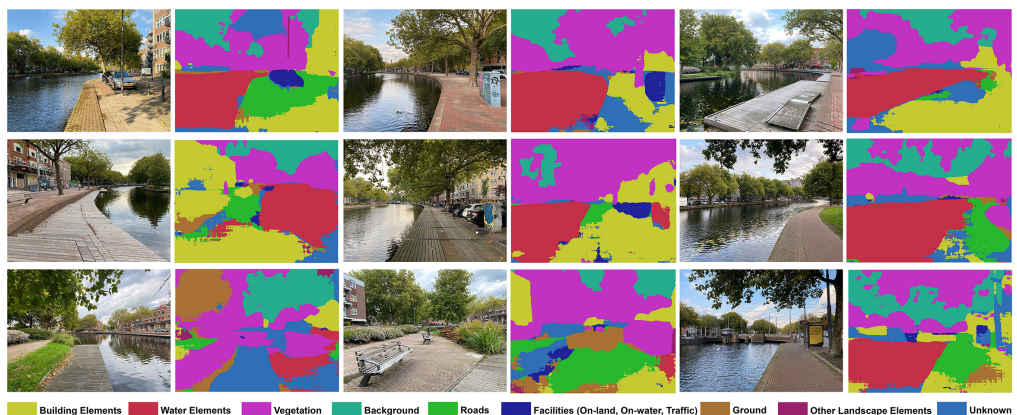 Building Elements Water Elements Vegetation Background Roads Facilities (On-land, On-water, Traffic) Ground Other Landscape Elements Unknown